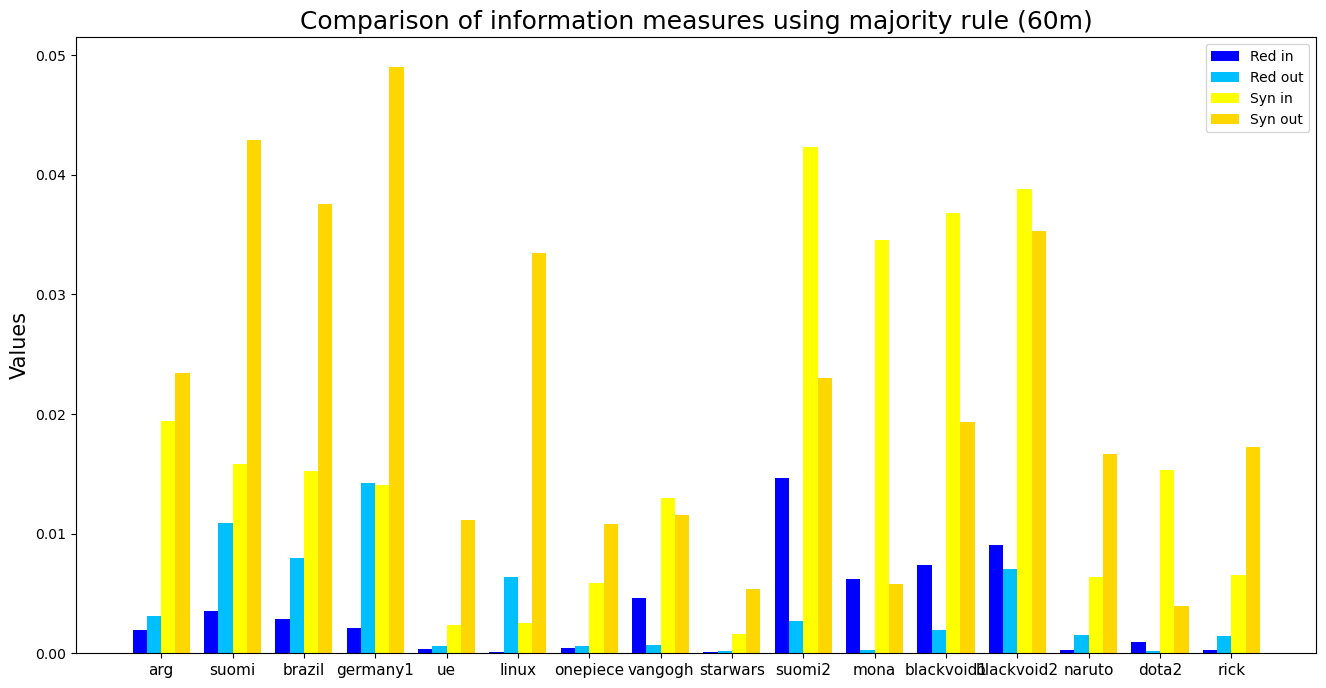 Comparison of information measures using majority rule (60m)
Values
0.05
0.04
0.03
0.02
0.01
0.00
Red in
Red out
Syn in
Syn out
arg suomi brazil germany1 ue linux onepiece vangogh starwars suomi2 mona blackvoid1 blackvoid2 naruto dota2 rick